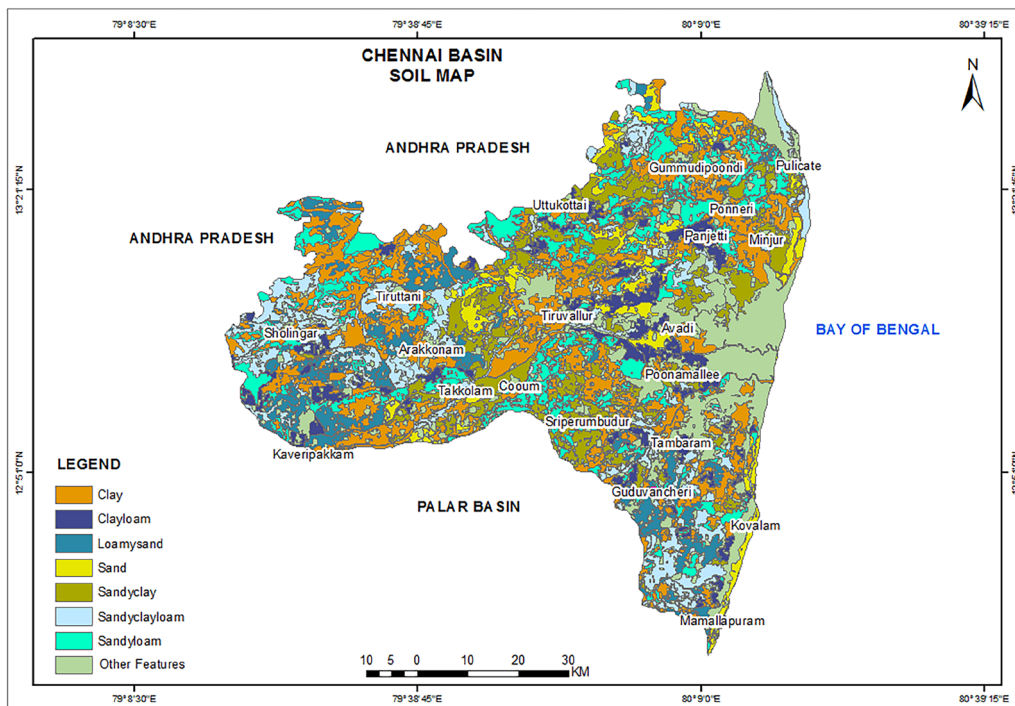 79°8'30"E
79°38'45"E
80°9'0"E
80°39'15"E
CHENNAI BASIN
SOIL MAP
N
ANDHRA PRADESH
Pulicate
Gummudipoondi
13°21'15"N
Uttukottai
Ponneri
ANDHRA PRADESH
Panjetti
Minjur
Tiruttani
Tiruvallur
Avadi
BAY OF BENGAL
Sholingar
Arakkonam
Poonamallee
Takkolam
Cooum
Sriperumbudur
Tambaram
Kaveripakkam
12°51'0"N
LEGEND
Guduvancheri
Clay
PALAR BASIN
Clayloam
Kovalam
Loamysand
Sand
Sandyclay
Sandyclayloam
Mamallapuram
Sandyloam
Other Features
10 5 0 10 20 30
KM
79°8'30"E
79°38'45"E
80°9'0"E
80°39'15"E